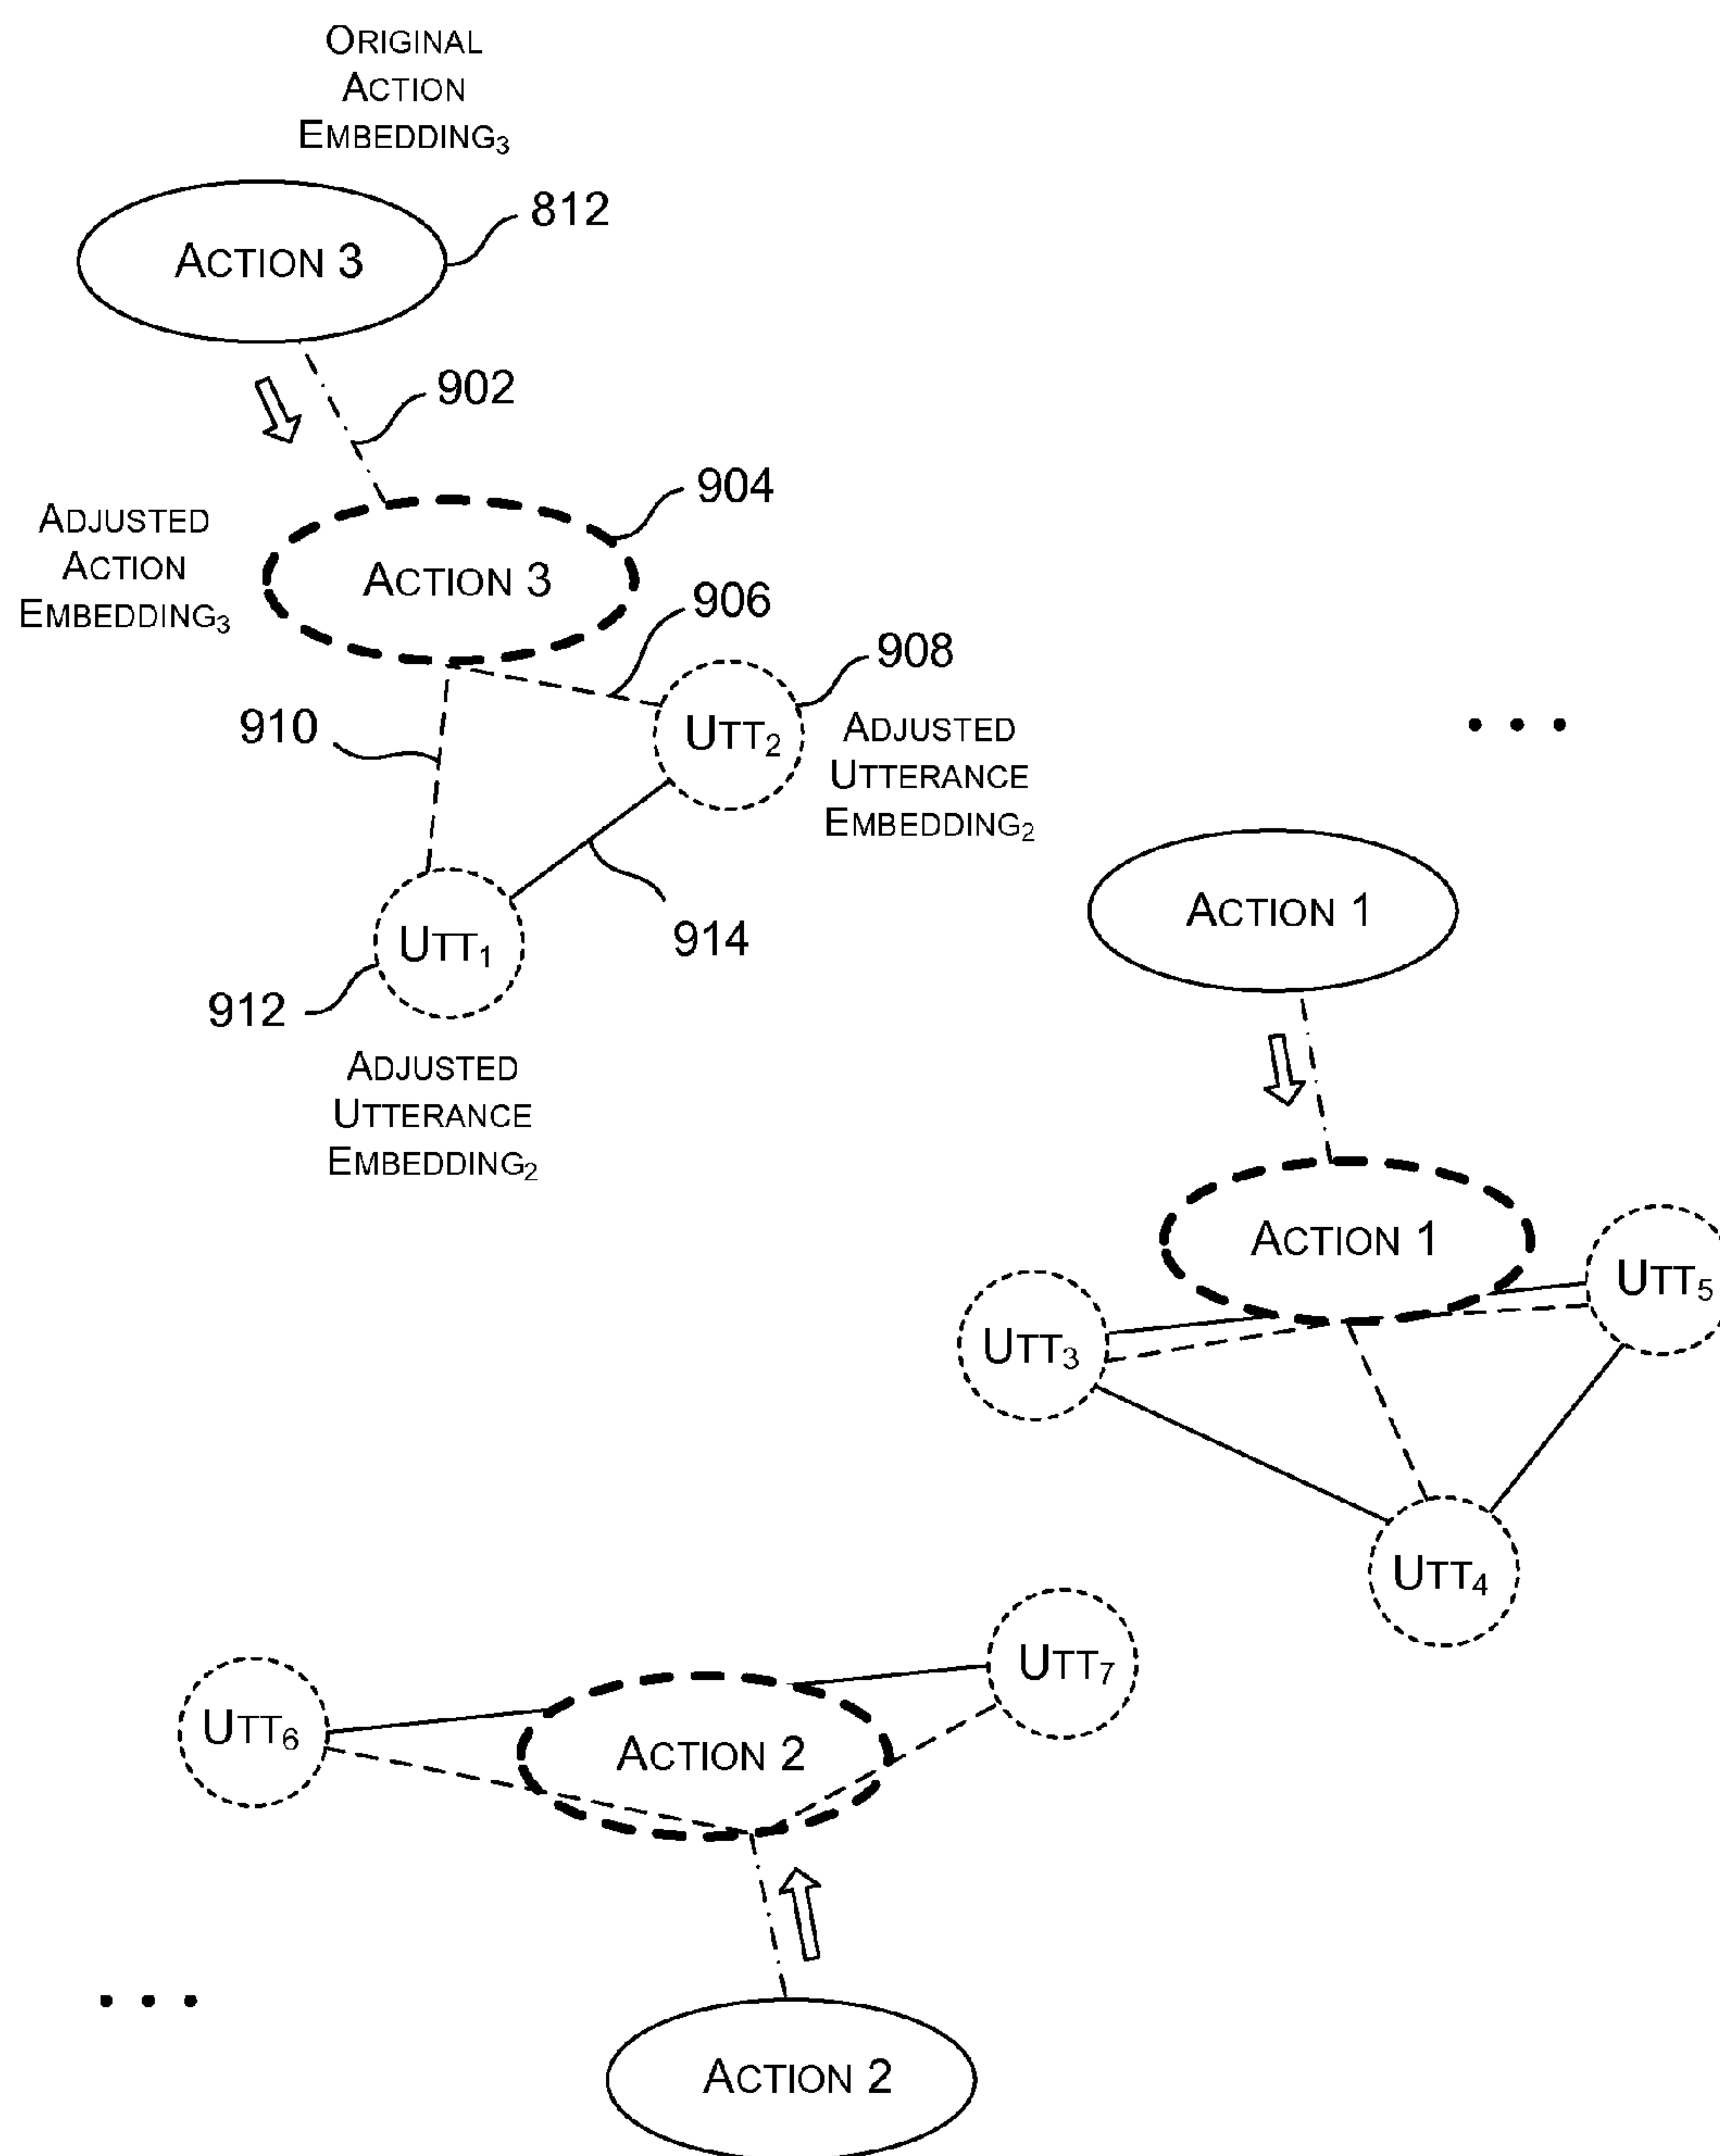 ORIGINAL
ACTION
EMBEDDING₃
812
ACTION 3
902
904
ADJUSTED
ACTION
EMBEDDING₃
ACTION 3
906
908
910
UTT₂
ADJUSTED
UTTERANCE
EMBEDDING₂
• • •
ACTION 1
UTT₁
914
912
ADJUSTED
UTTERANCE
EMBEDDING₂
ACTION 1
UTT₅
UTT₃
UTT₄
UTT₇
UTT₆
ACTION 2
• • •
ACTION 2